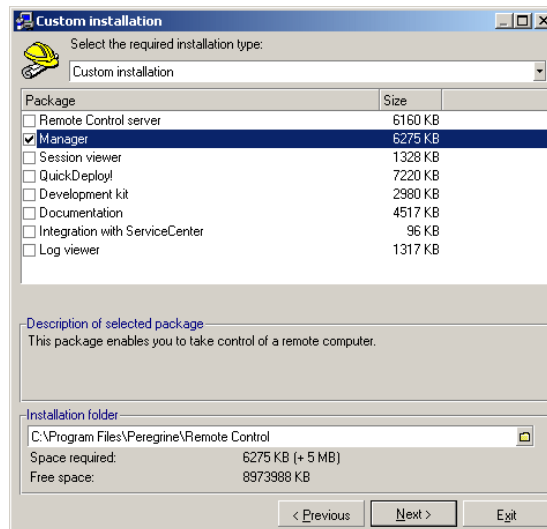 Custom installation
Select the required installation type:
Custom installation
Package Size
Remote Control server 6160 KB
Manager 6275 KB
Session viewer 1328 KB
QuickDeploy! 7220 KB
Development kit 2980 KB
Documentation 4517 KB
Integration with ServiceCenter 96 KB
Log viewer 1317 KB
Description of selected package
This package enables you to take control of a remote computer.
Installation folder
C:\Program Files\Peregrine\Remote Control
Space required: 6275 KB (+ 5 MB)
Free space: 8973988 KB
< Previous Next > Exit